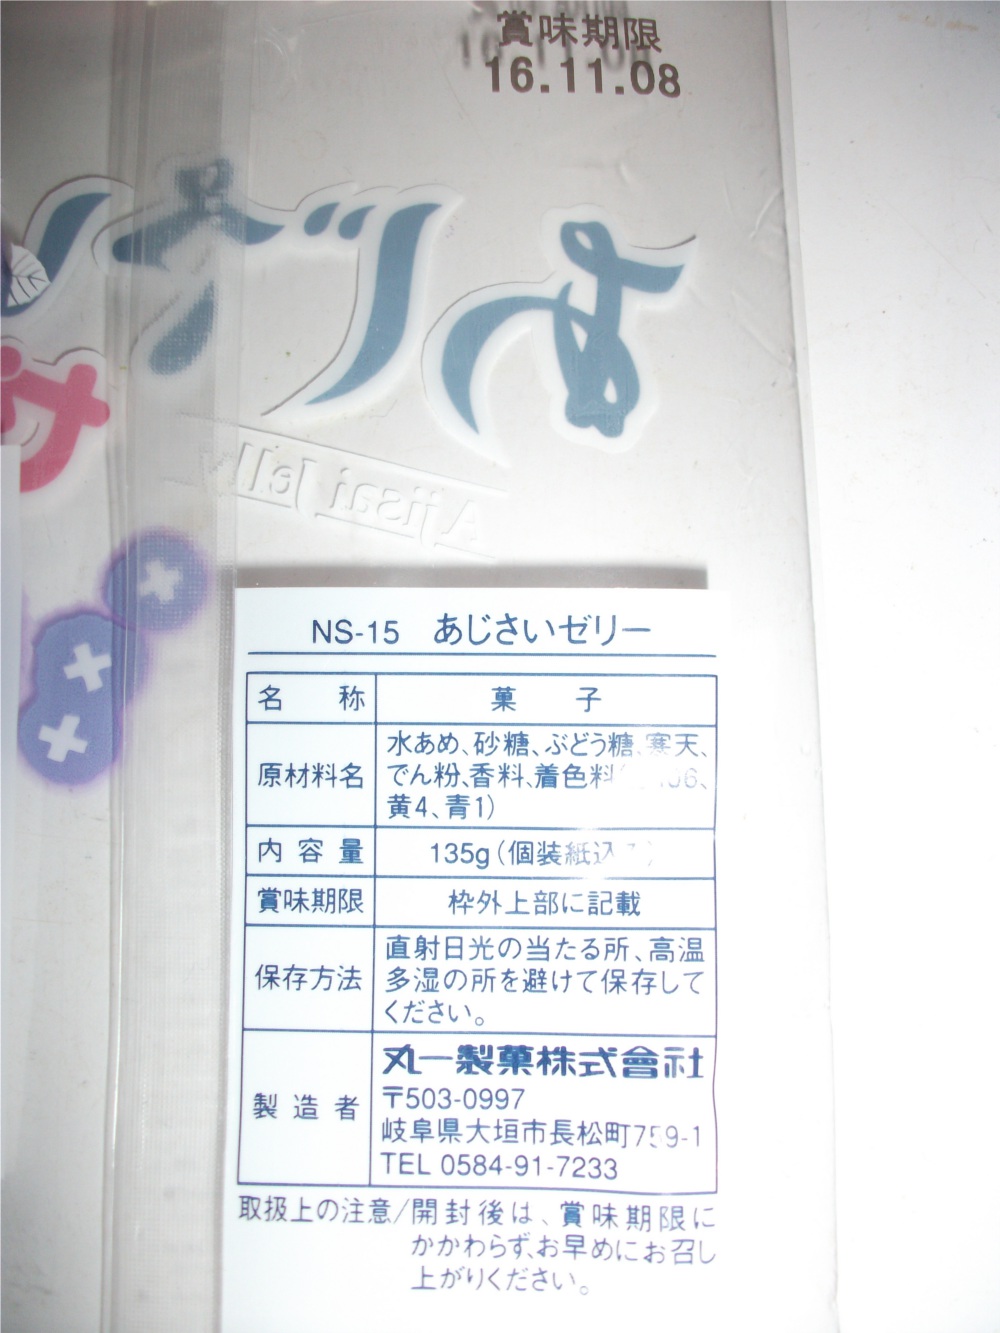 賞味期限
16.11.08
Ajisai Jelly
NS-15 あじさいゼリー
名称 菓子
原材料名 水あめ、砂糖、ぶどう糖、寒天、
でん粉、香料、着色料
黄4、青1)
内容量 135g(個装紙込
賞味期限 枠外上部に記載
保存方法 直射日光の当たる所、高温
多湿の所を避けて保存して
ください。
製造者 丸一製菓株式會社
〒503-0997
岐阜県大垣市長松町759-1
TEL 0584-91-7233
取扱上の注意/開封後は、賞味期限に
かかわらず、お早めにお召し
上がりください。